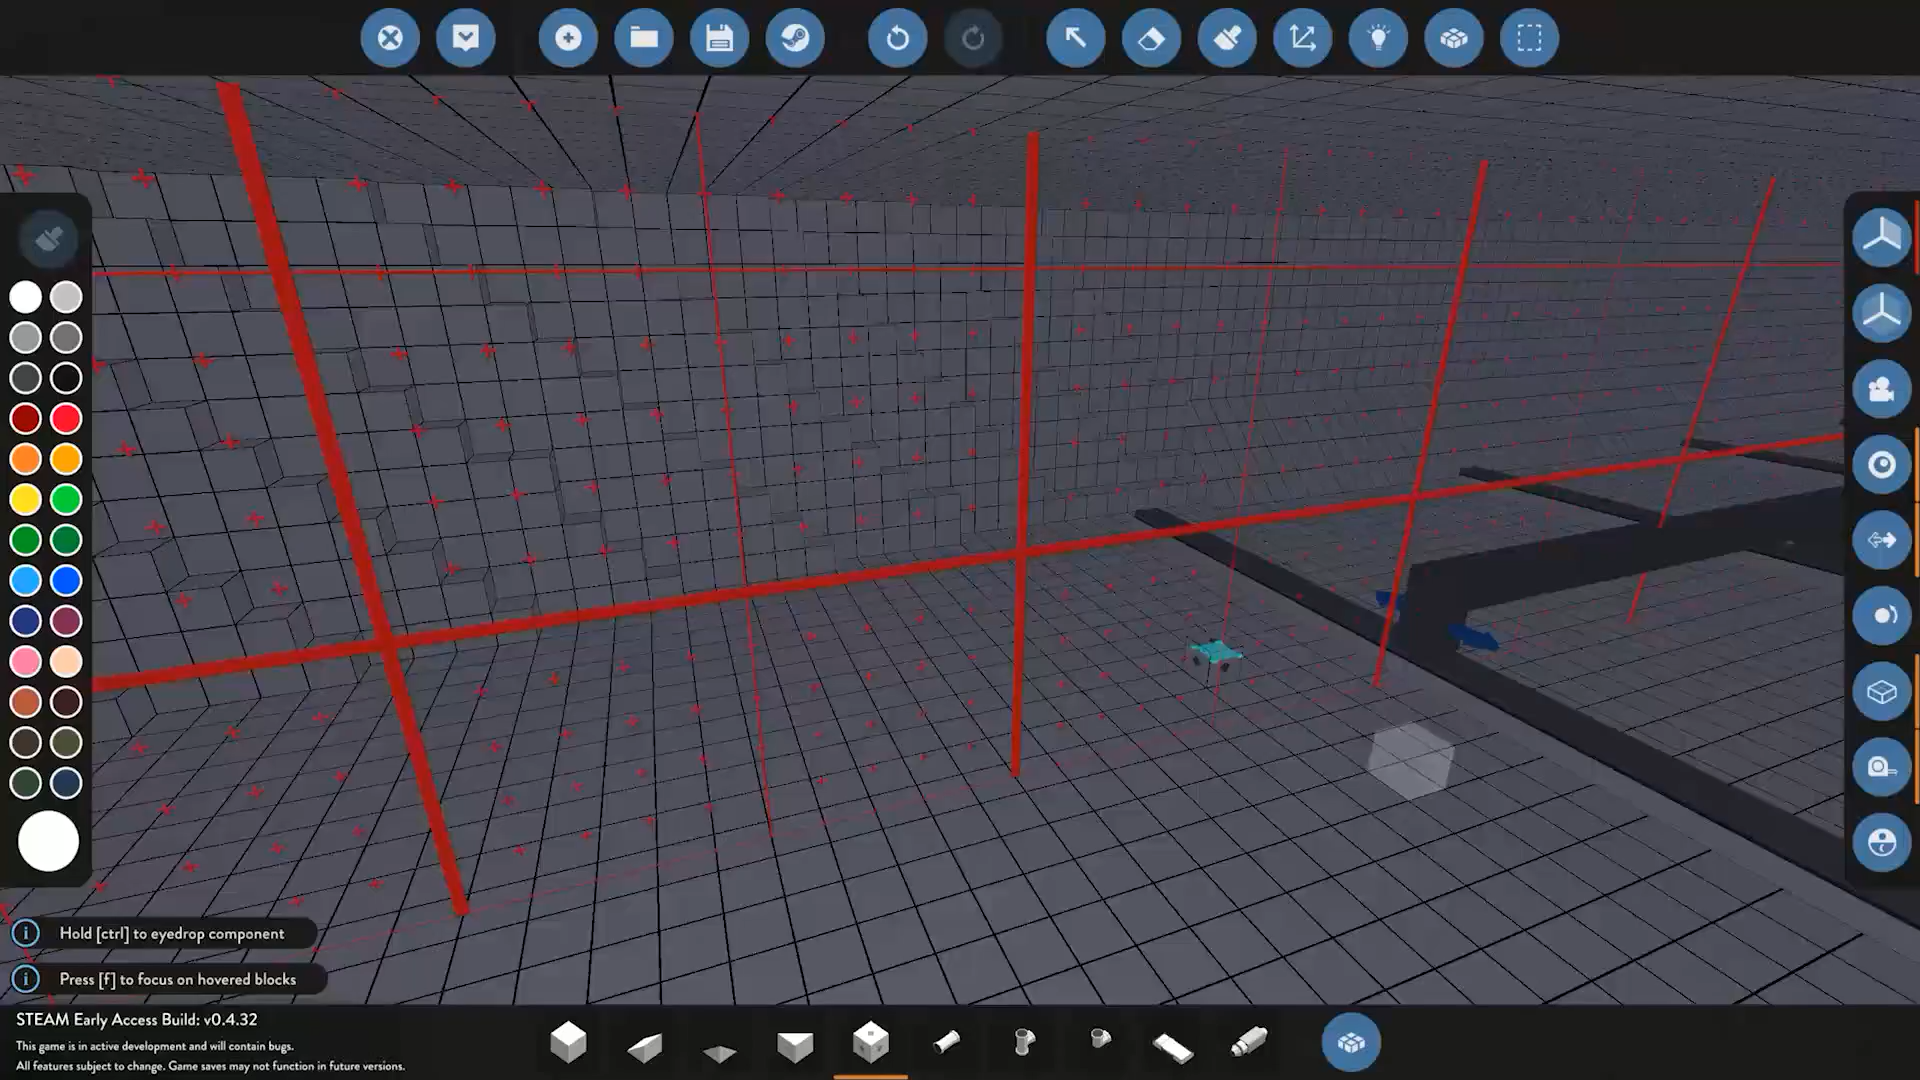 Hold [ctrl] to eyedrop component
Press [f] to focus on hovered blocks
STEAM Early Access Build: v0.4.32
This game is in active development and will contain bugs.
All features subject to change. Game saves may not function in future versions.